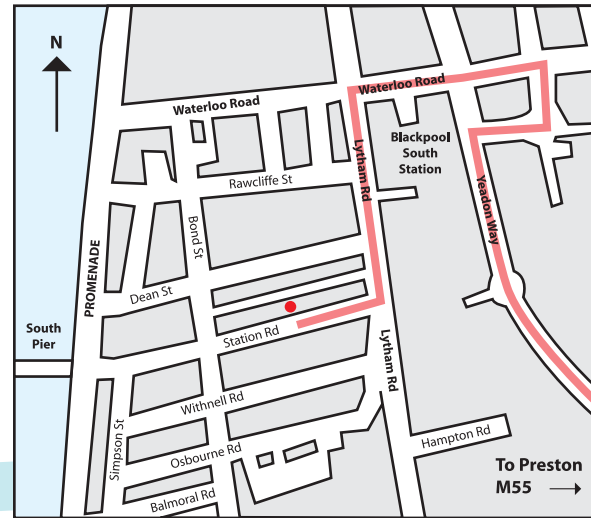 N
Waterloo Road
Waterloo Road
Blackpool
South
Station
Lytham Rd
Rawcliffe St
Yeadon Way
Bond St
PROMENADE
Dean St
South
Pier
Station Rd
Lytham Rd
Withnell Rd
Simpson St
Osbourne Rd
Hampton Rd
Balmoral Rd
To Preston
M55